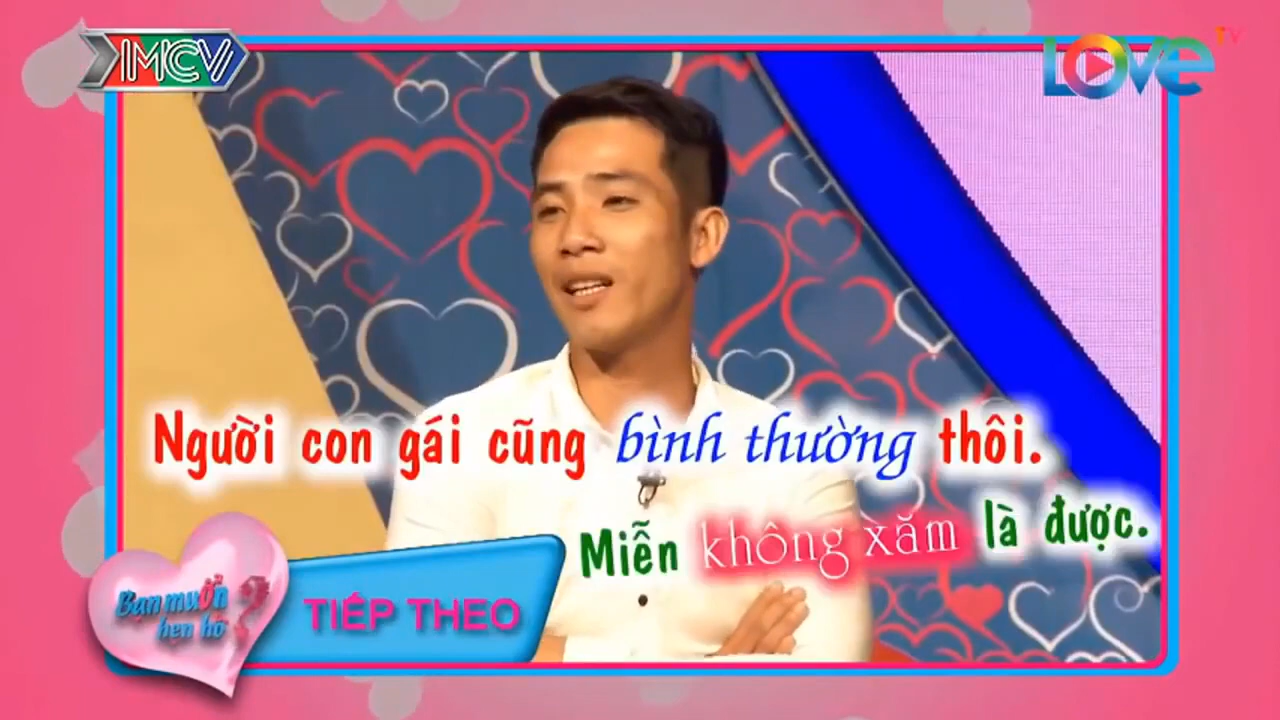 MCV
LOVE TV
Người con gái cũng bình thường thôi.
Miễn không xăm là được.
Bạn muốn
hẹn hò
TIẾP THEO